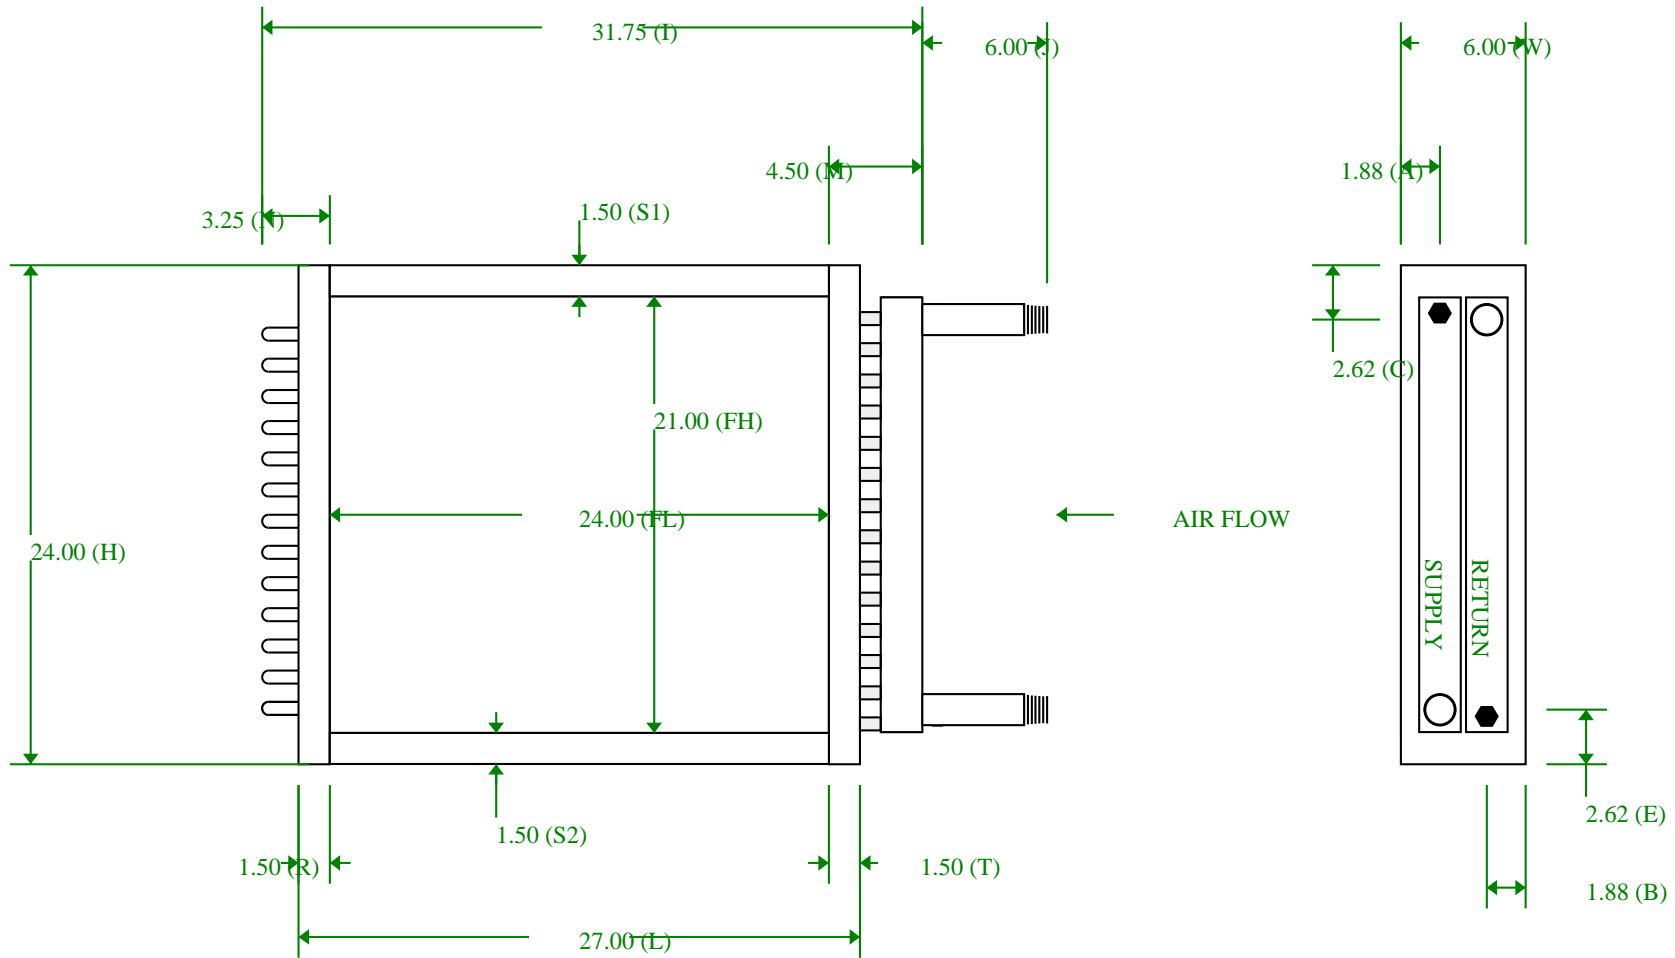 31.75 (I)
6.00 (J)
6.00 (W)
4.50 (M)
1.88 (A)
3.25 (N)
1.50 (S1)
2.62 (C)
21.00 (FH)
24.00 (FL)
AIR FLOW
24.00 (H)
SUPPLY
RETURN
1.50 (S2)
2.62 (E)
1.50 (R)
1.50 (T)
1.88 (B)
27.00 (L)